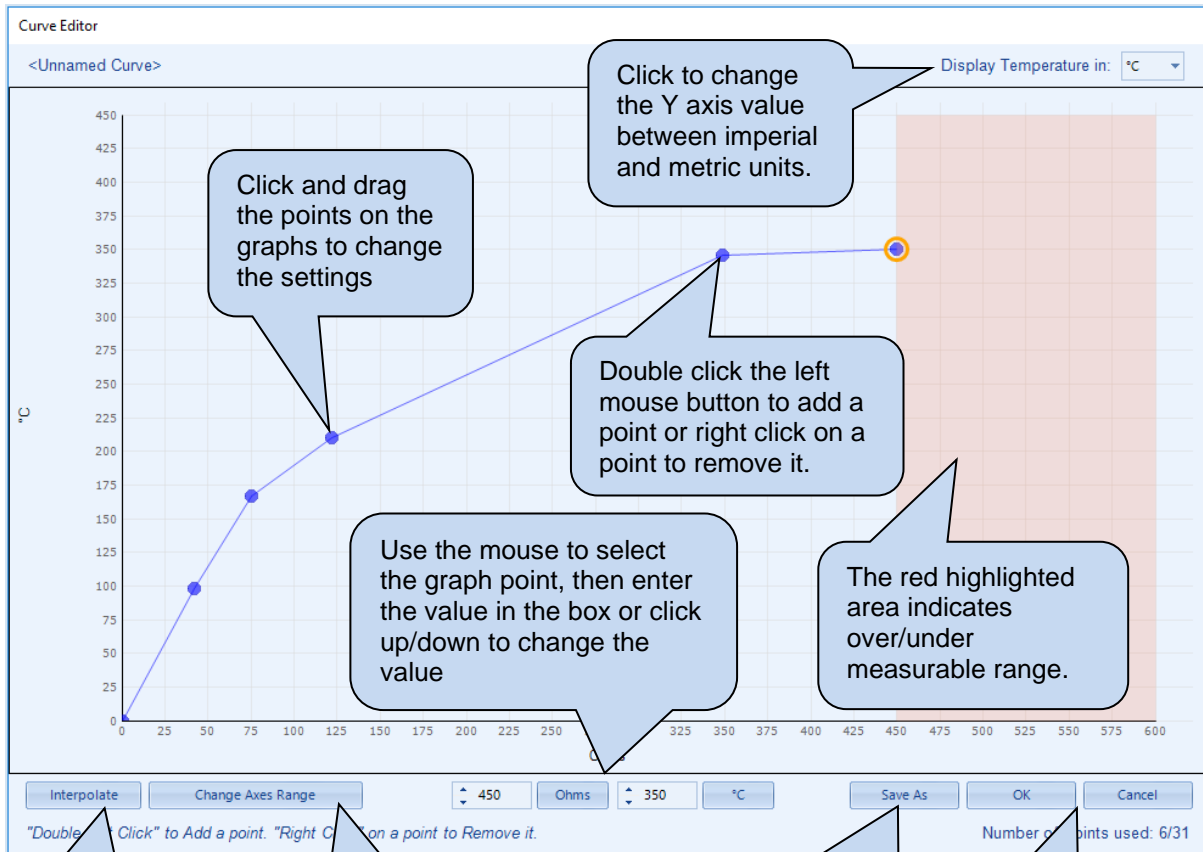 Curve Editor
<Unnamed Curve>
Display Temperature in: °C
Click to change
the Y axis value
between imperial
and metric units.
Click and drag
the points on the
graphs to change
the settings
Double click the left
mouse button to add a
point or right click on a
point to remove it.
Use the mouse to select
the graph point, then enter
the value in the box or click
up/down to change the
value
The red highlighted
area indicates
over/under
measurable range.
450
425
400
375
350
325
300
275
250
225
200
175
150
125
100
75
50
25
0
°C
0 25 50 75 100 125 150 175 200 225 250 325 350 375 400 425 450 475 500 525 550 575 600
Interpolate Change Axes Range 450 Ohms 350 °C Save As OK Cancel
"Double Click" to Add a point. "Right on a point to Remove it.
Number used: 6/31